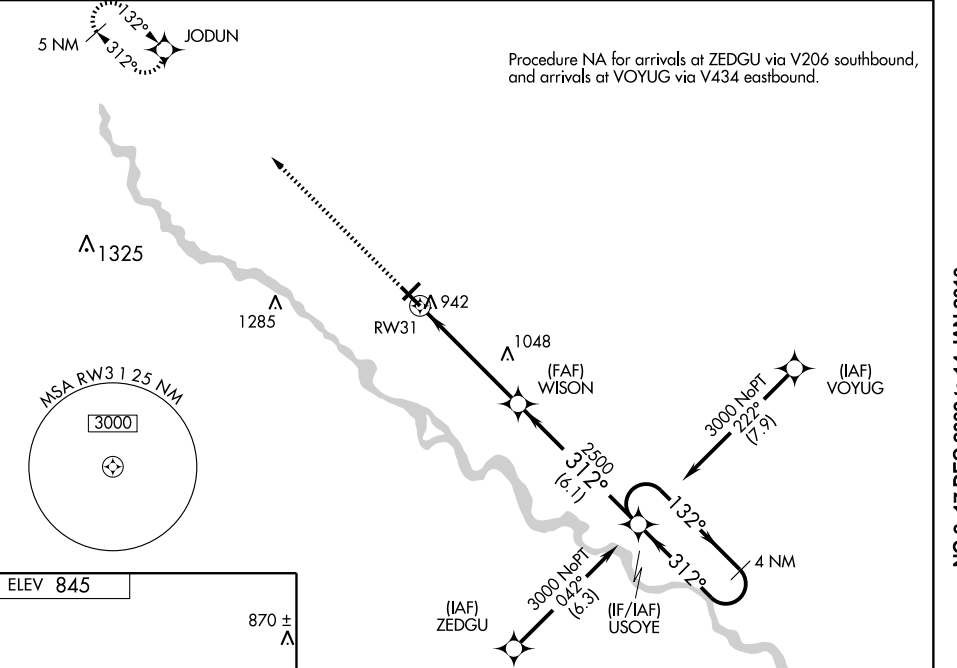 132°
JODUN
5 NM
312°
Procedure NA for arrivals at ZEDGU via V206 southbound,
and arrivals at VOYUG via V434 eastbound.
1325
1285
942
RW31
1048
(FAF)
WISON
(IAF)
VOYUG
3000 NoPT
222°
(7.9)
MSA RW31 25 NM
3000
2500
312°
(6.1)
132°
312°
4 NM
3000 NoPT
042°
(6.3)
(IAF)
ZEDGU
(IF/IAF)
USOYE
ELEV 845
870 ±